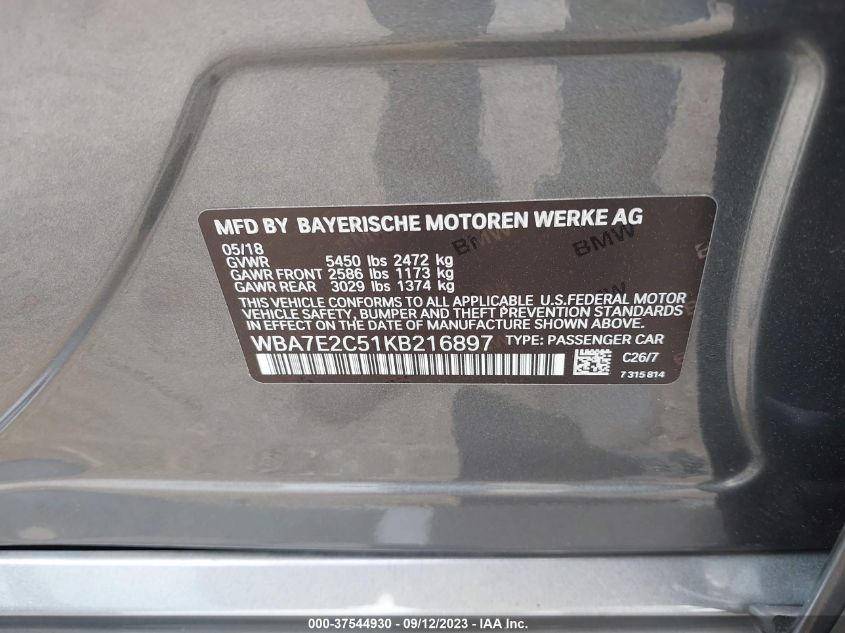 MFD BY BAYERISCHE MOTOREN WERKE AG
05/18
GVWR 5450 lbs 2472 kg
GAWR FRONT 2586 lbs 1173 kg
GAWR REAR 3029 lbs 1374 kg
THIS VEHICLE CONFORMS TO ALL APPLICABLE U.S.FEDERAL MOTOR
VEHICLE SAFETY, BUMPER AND THEFT PREVENTION STANDARDS
IN EFFECT ON THE DATE OF MANUFACTURE SHOWN ABOVE.
WBA7E2C51KB216897 TYPE: PASSENGER CAR
C26/7
7 315 814
BMW
000-37544930 - 09/12/2023 - IAA Inc.